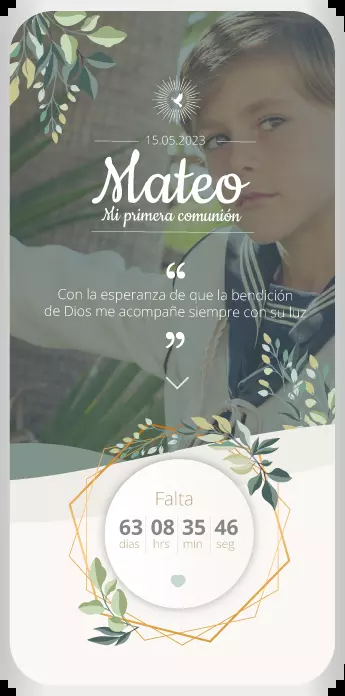 15.05.2023
Mateo
Mi primera comunión
“
Con la esperanza de que la bendición
de Dios me acompañe siempre con su luz
”
Falta
63 08 35 46
días hrs min seg